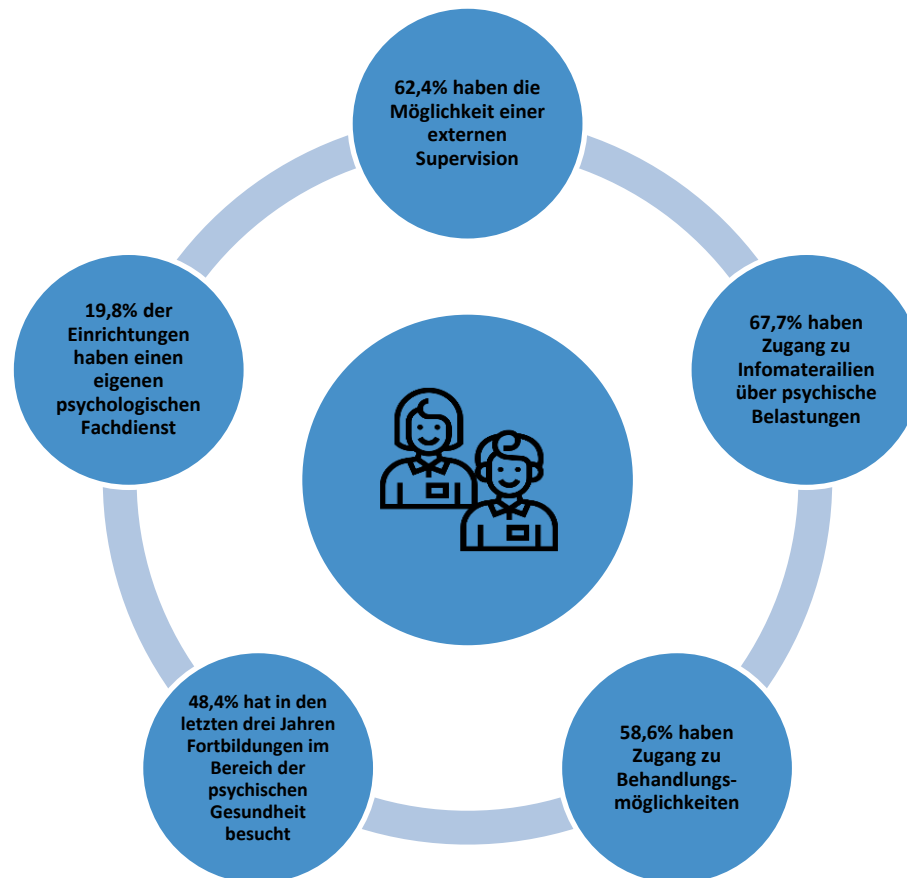 62,4% haben die
Möglichkeit einer
externen
Supervision
67,7% haben
Zugang zu
Infomaterailien
über psychische
Belastungen
58,6% haben
Zugang zu
Behandlungs-
möglichkeiten
48,4% hat in den
letzten drei Jahren
Fortbildungen im
Bereich der
psychischen
Gesundheit
besucht
19,8% der
Einrichtungen
haben einen
eigenen
psychologischen
Fachdienst